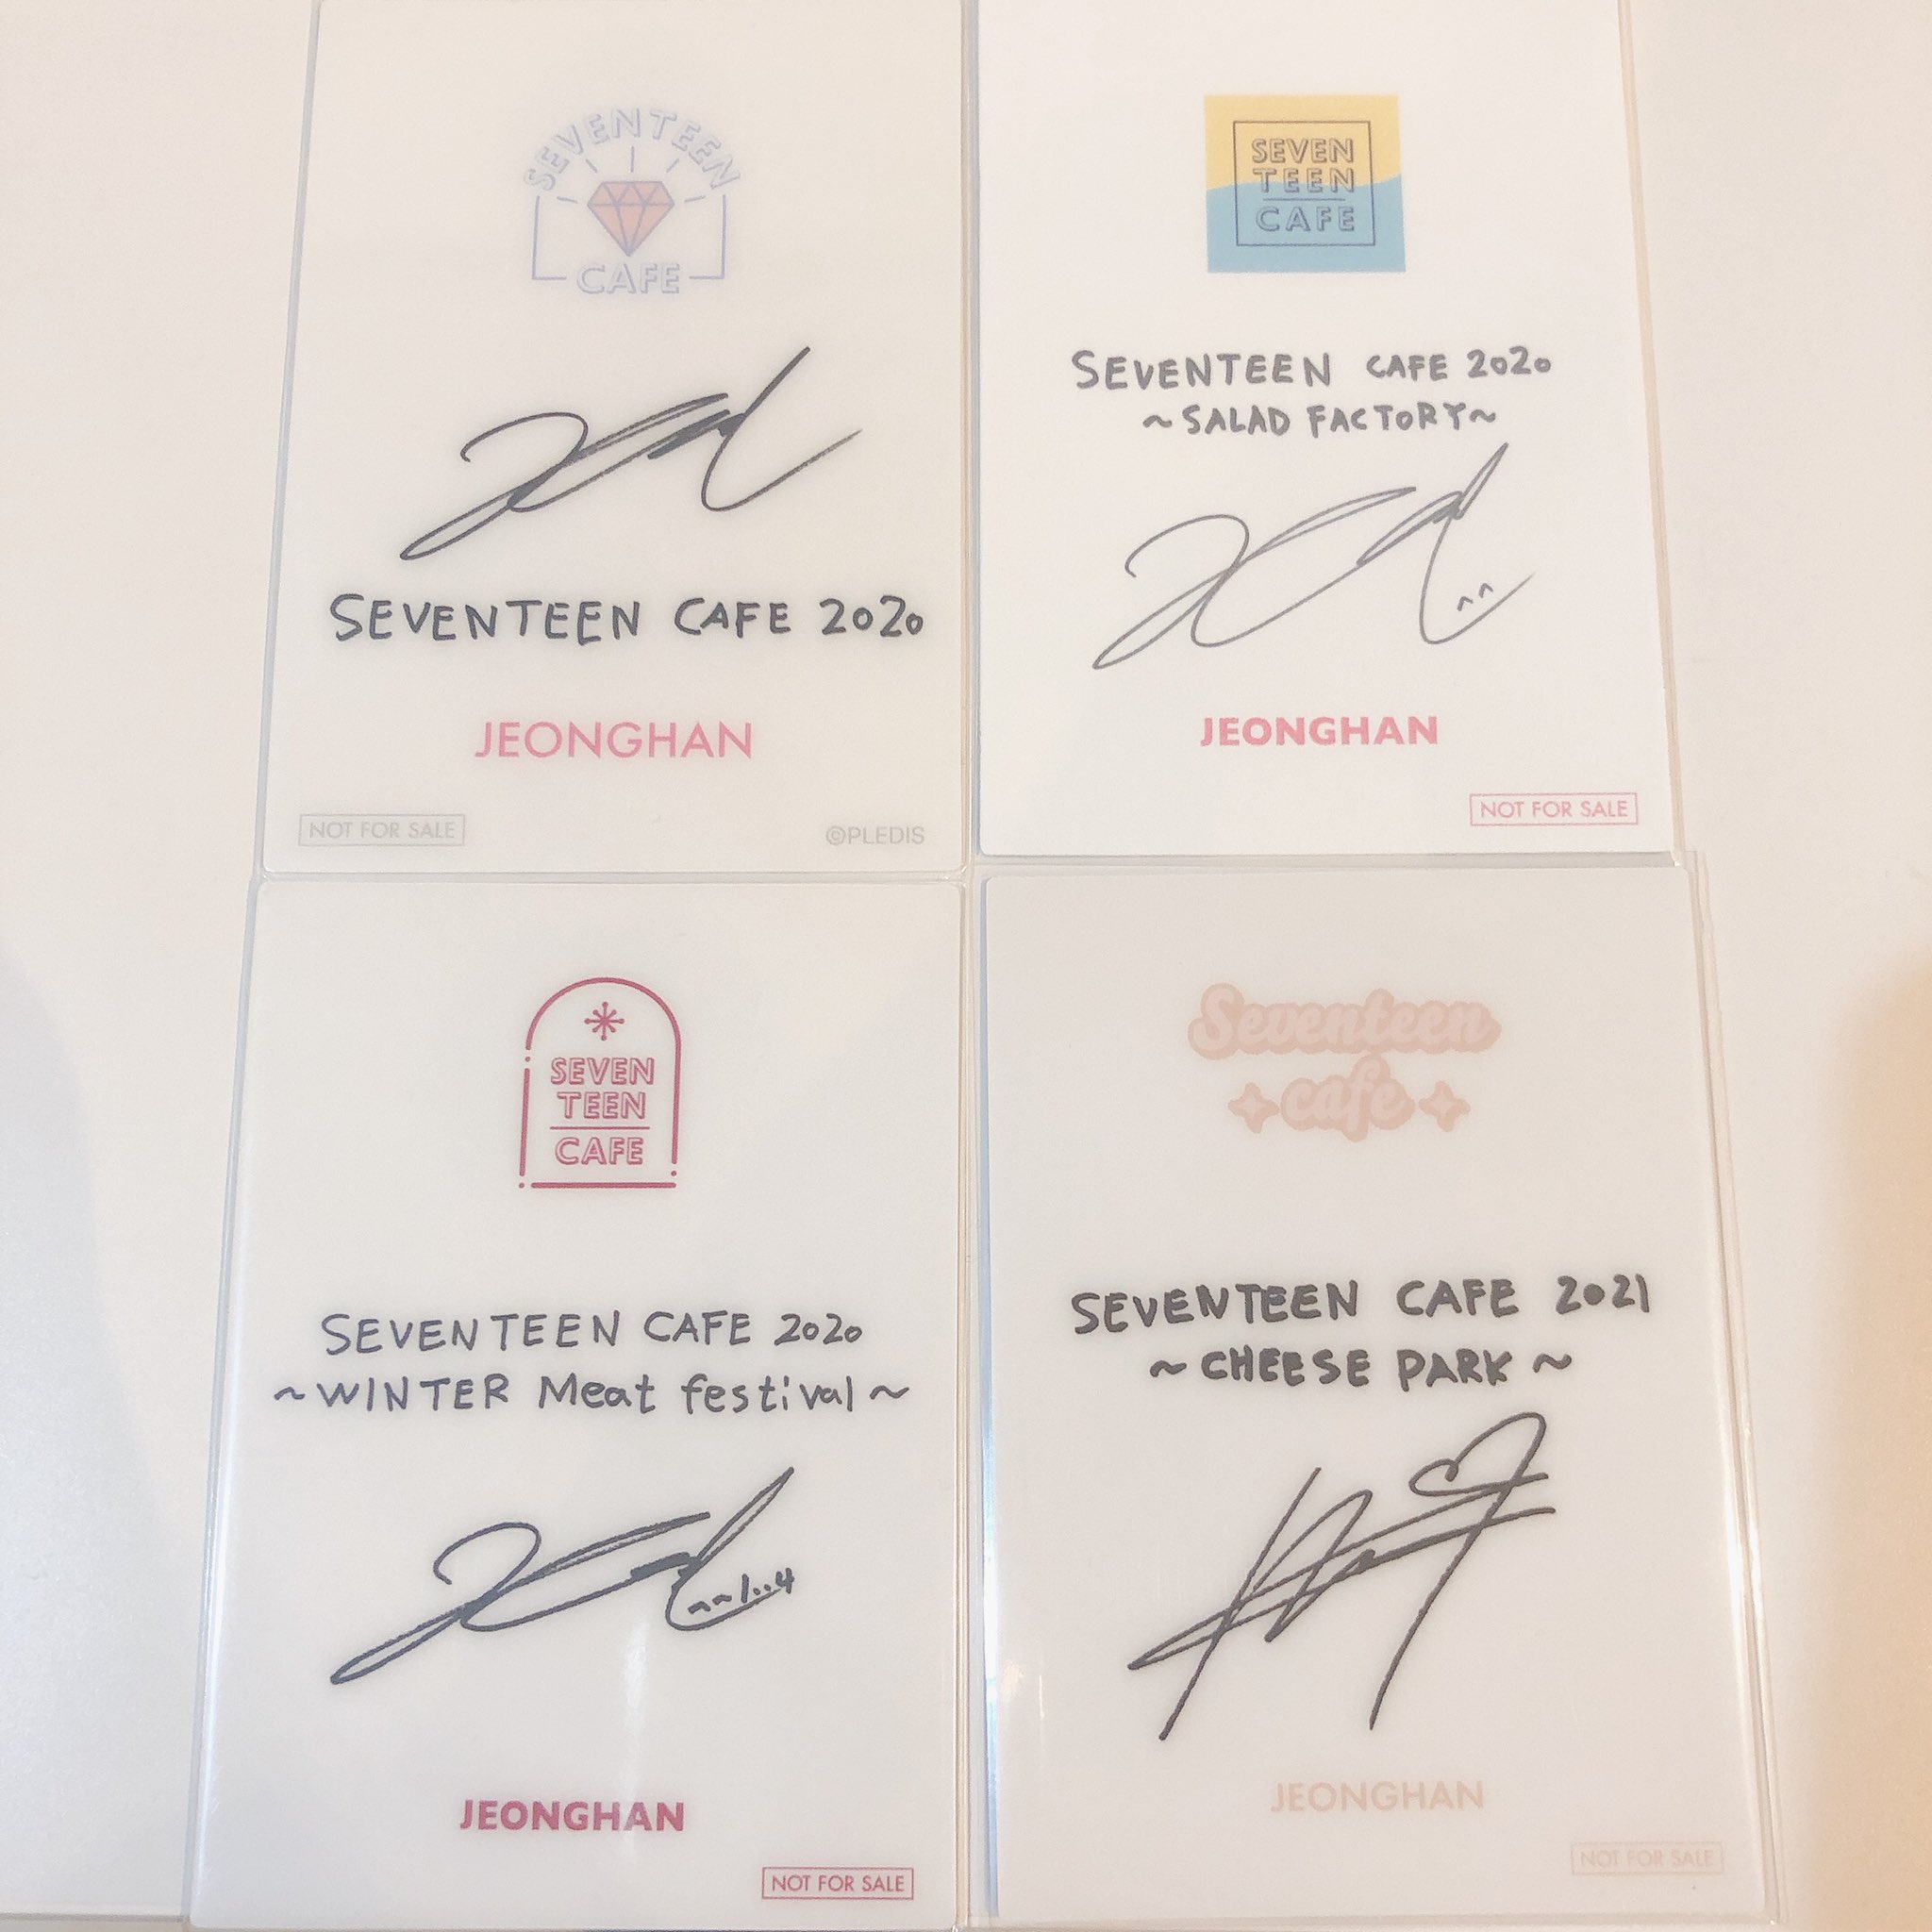 SEVENTEEN
CAFE
SEVENTEEN CAFE 2020
JEONGHAN
NOT FOR SALE
©PLEDIS
SEVEN
TEEN
CAFE
SEVENTEEN CAFE 2020
~SALAD FACTORY~
^^
JEONGHAN
NOT FOR SALE
SEVEN
TEEN
CAFE
SEVENTEEN CAFE 2020
~WINTER Meat festival~
^^1..4
JEONGHAN
NOT FOR SALE
Seventeen
cafe
SEVENTEEN CAFE 2021
~CHEESE PARK~
JEONGHAN
NOT FOR SALE